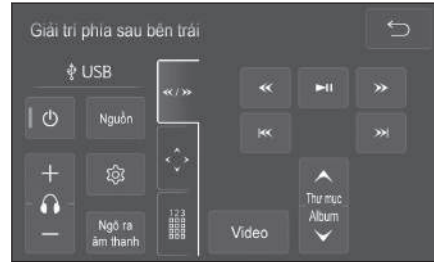 Giải trí phía sau bên trái
USB
Nguồn
Ngõ ra
âm thanh
123
Thư mục
Album
Video